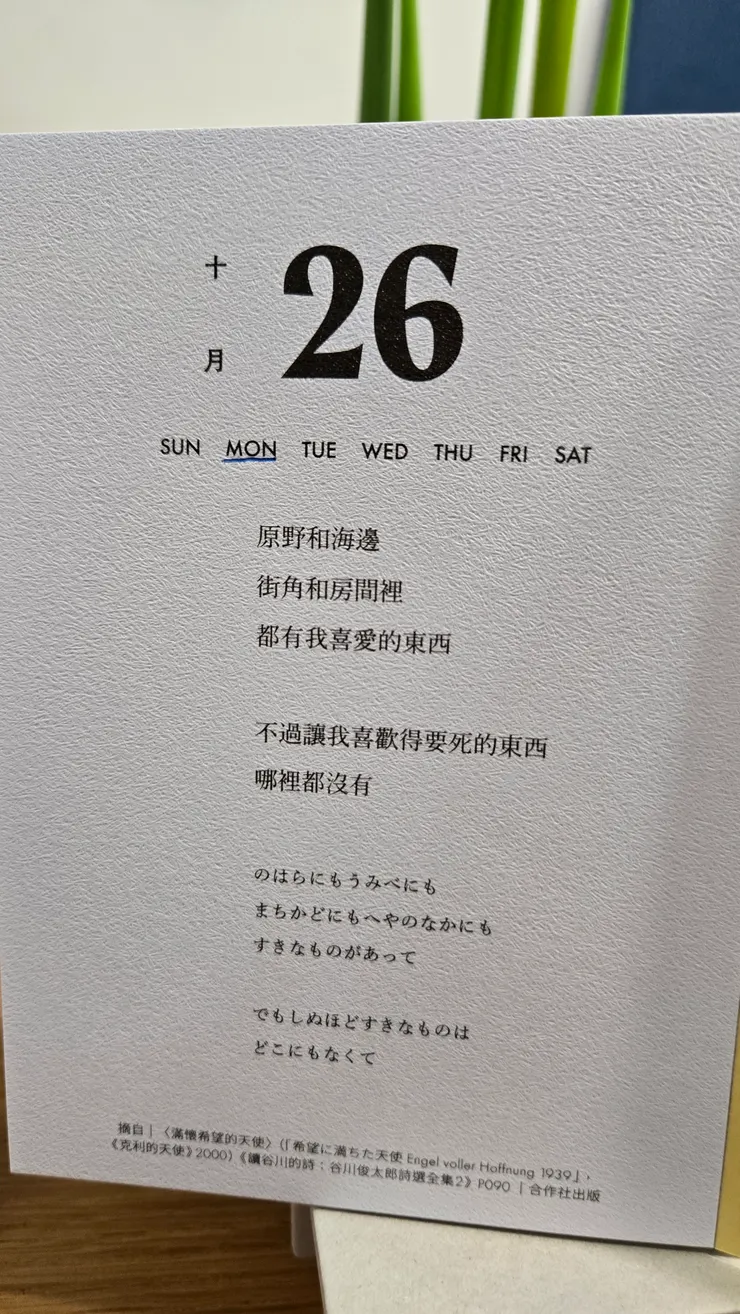 十月
26
SUN MON TUE WED THU FRI SAT
原野和海邊
街角和房間裡
都有我喜愛的東西
不過讓我喜歡得要死的東西
哪裡都沒有
のはらにもうみべにも
まちかどにもへやのなかにも
すきなものがあって
でもしぬほどすきなものは
どこにもなくて
摘自｜〈滿懷希望的天使〉（「希望に満ちた天使 Engel voller Hoffnung 1939」，
《克利的天使》2000）《續谷川的詩：谷川俊太郎詩選全集2》P090 ｜合作社出版